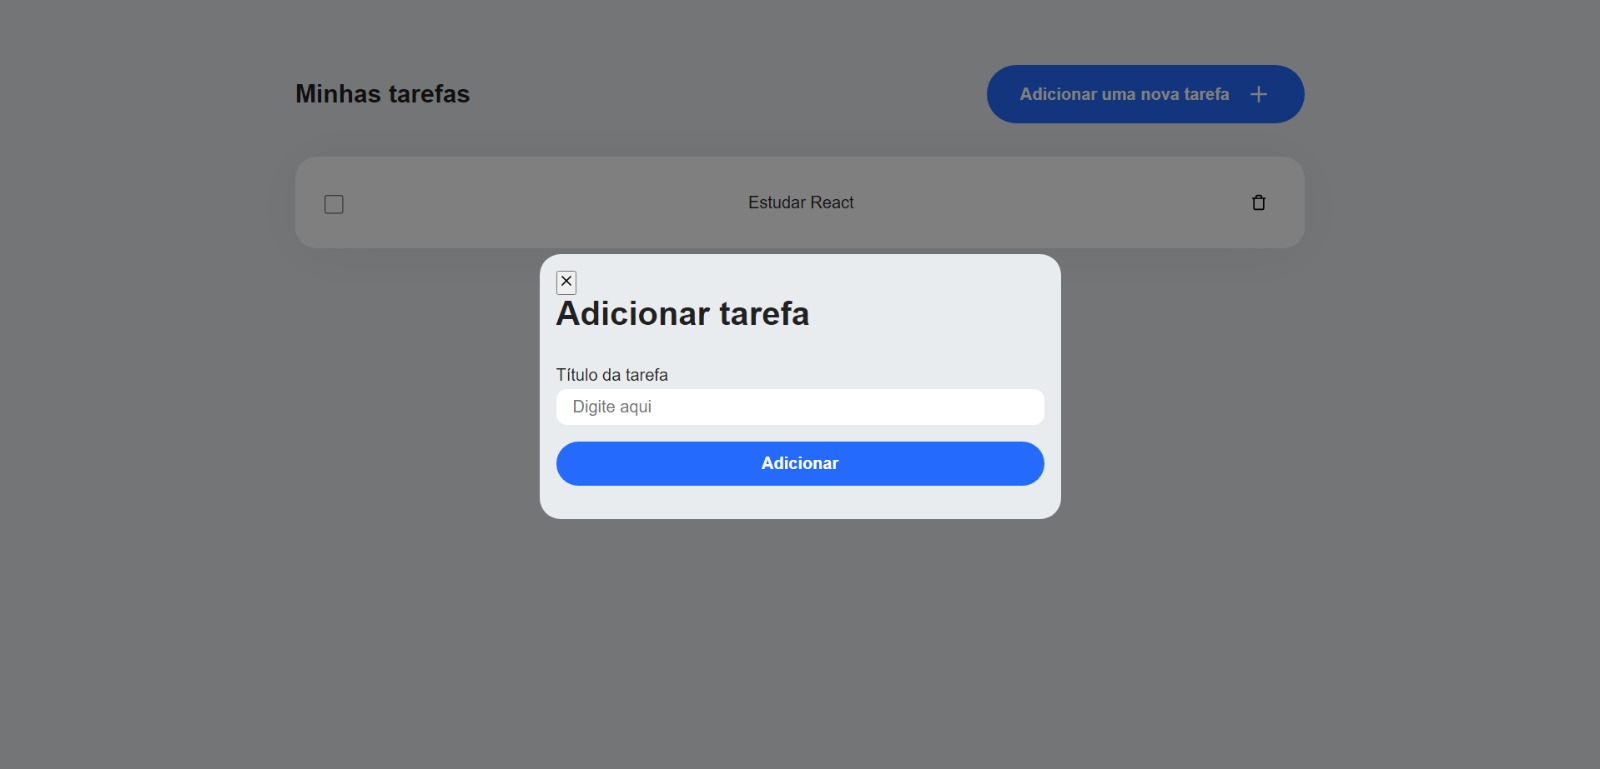 Minhas tarefas
Adicionar uma nova tarefa
Estudar React
Adicionar tarefa
Título da tarefa
Digite aqui
Adicionar